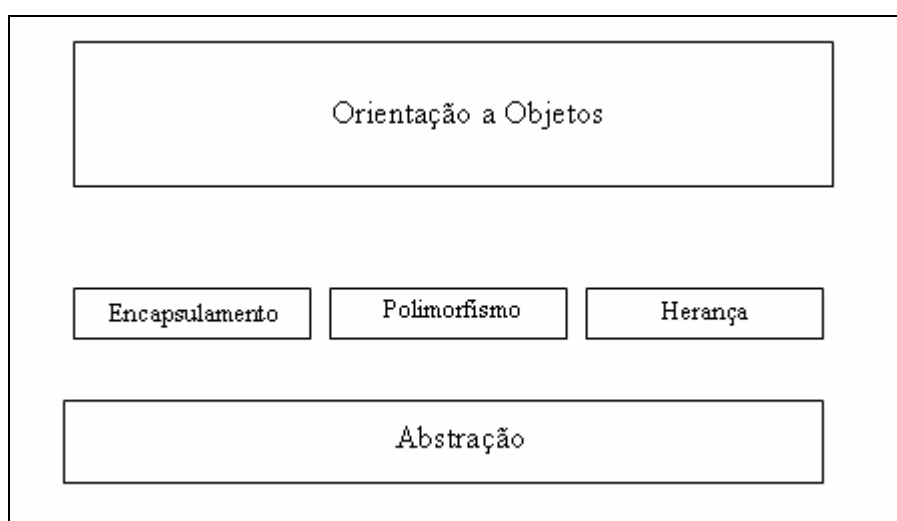 Orientação a Objetos
Encapsulamento Polimorfismo Herança
Abstração